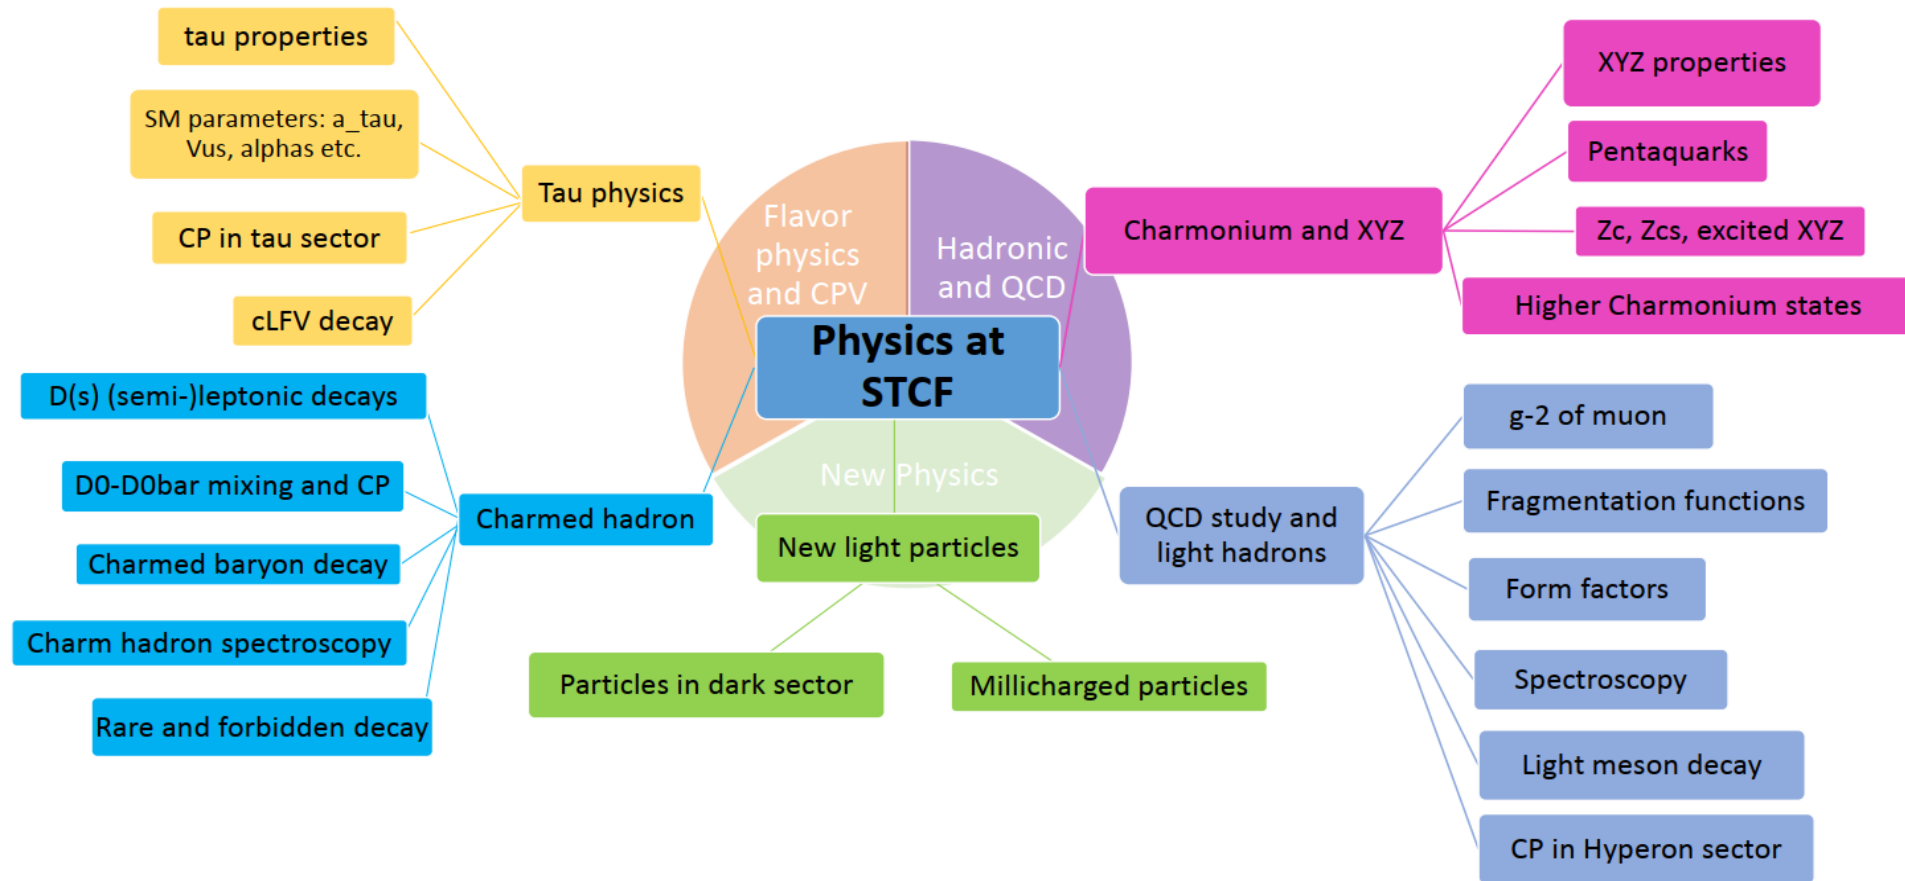 tau properties
SM parameters: a_tau,
Vus, alphas etc.
CP in tau sector
cLFV decay
Tau physics
D(s) (semi-)leptonic decays
D0-D0bar mixing and CP
Charmed baryon decay
Charm hadron spectroscopy
Rare and forbidden decay
Charmed hadron
Flavor
physics
and CPV
Hadronic
and QCD
Physics at
STCF
New Physics
New light particles
Particles in dark sector
Millicharged particles
Charmonium and XYZ
XYZ properties
Pentaquarks
Zc, Zcs, excited XYZ
Higher Charmonium states
QCD study and
light hadrons
g-2 of muon
Fragmentation functions
Form factors
Spectroscopy
Light meson decay
CP in Hyperon sector